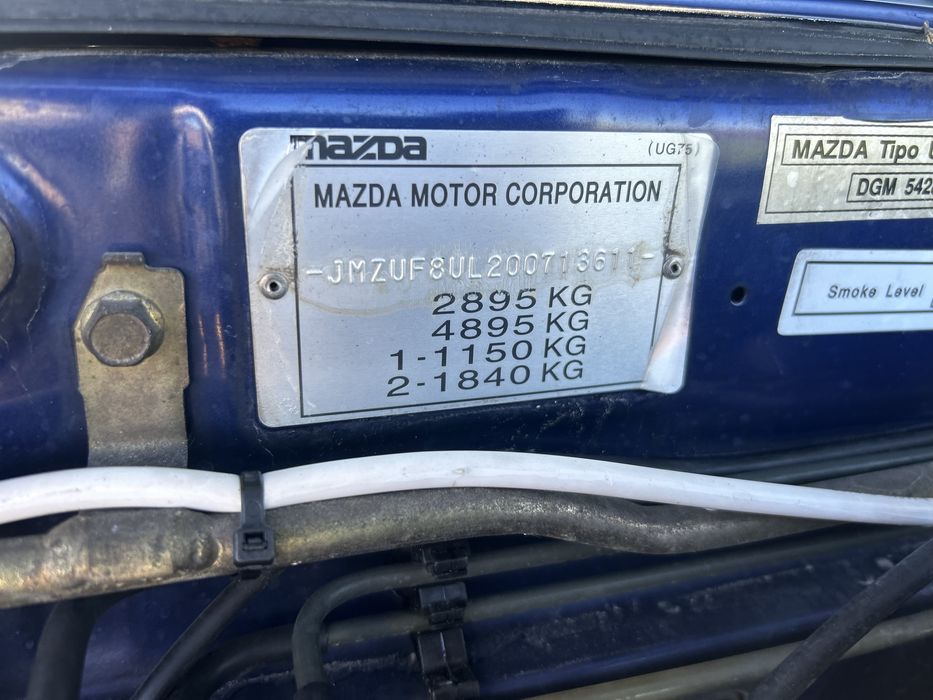 mazda
(UG75)
MAZDA MOTOR CORPORATION
-JMZUF8UL200713611-
2895 KG
4895 KG
1-1150 KG
2-1840 KG
MAZDA Tipo
DGM 542
Smoke Level